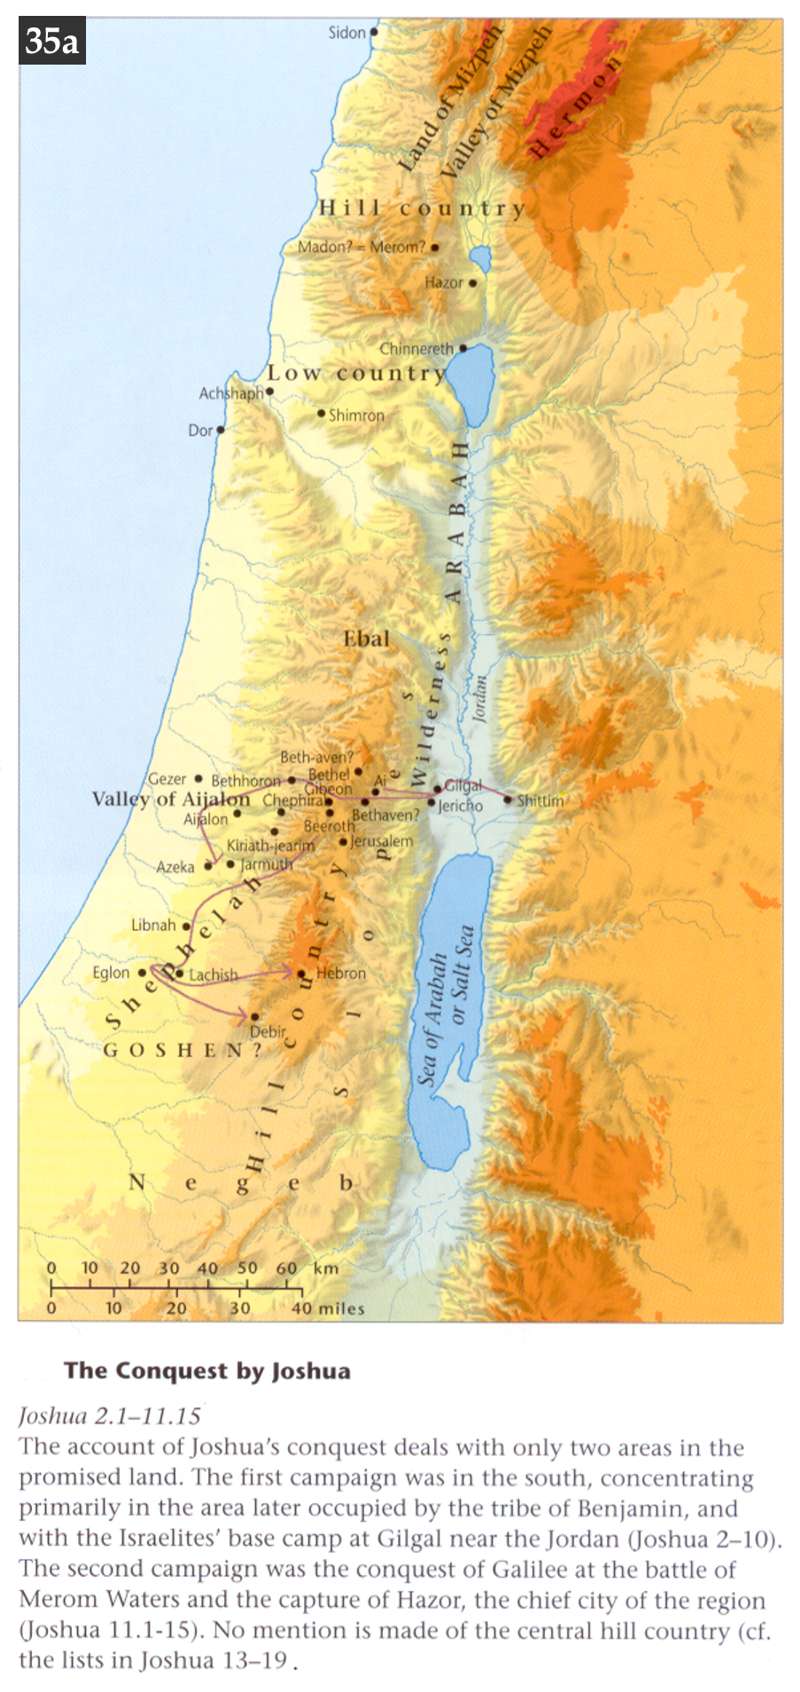 35a
Sidon
Land of Mizpeh
Valley of Mizpeh
Hermon
Hill country
Madon? = Merom?
Hazor
Chinnereth
Low country
Achshaph
Shimron
Dor
ARABAH
Ebal
Wilderness
Jordan
Beth-aven?
Gezer
Bethhoron
Bethel
Ai
Gibeon
Gilgal
Valley of Aijalon
Chephira
Jericho
Shittim
Aijalon
Beeroth
Bethaven?
Kiriath-jearim
Jerusalem
Azeka
Jarmuth
Libnah
Shephelah
Eglon
Lachish
Hebron
Debir
GOSHEN?
Hill country
Slopes
Sea of Arabah
or Salt Sea
Negeb
0 10 20 30 40 50 60 km
0 10 20 30 40 miles
The Conquest by Joshua
Joshua 2.1–11.15
The account of Joshua's conquest deals with only two areas in the
promised land. The first campaign was in the south, concentrating
primarily in the area later occupied by the tribe of Benjamin, and
with the Israelites' base camp at Gilgal near the Jordan (Joshua 2–10).
The second campaign was the conquest of Galilee at the battle of
Merom Waters and the capture of Hazor, the chief city of the region
(Joshua 11.1-15). No mention is made of the central hill country (cf.
the lists in Joshua 13–19 .